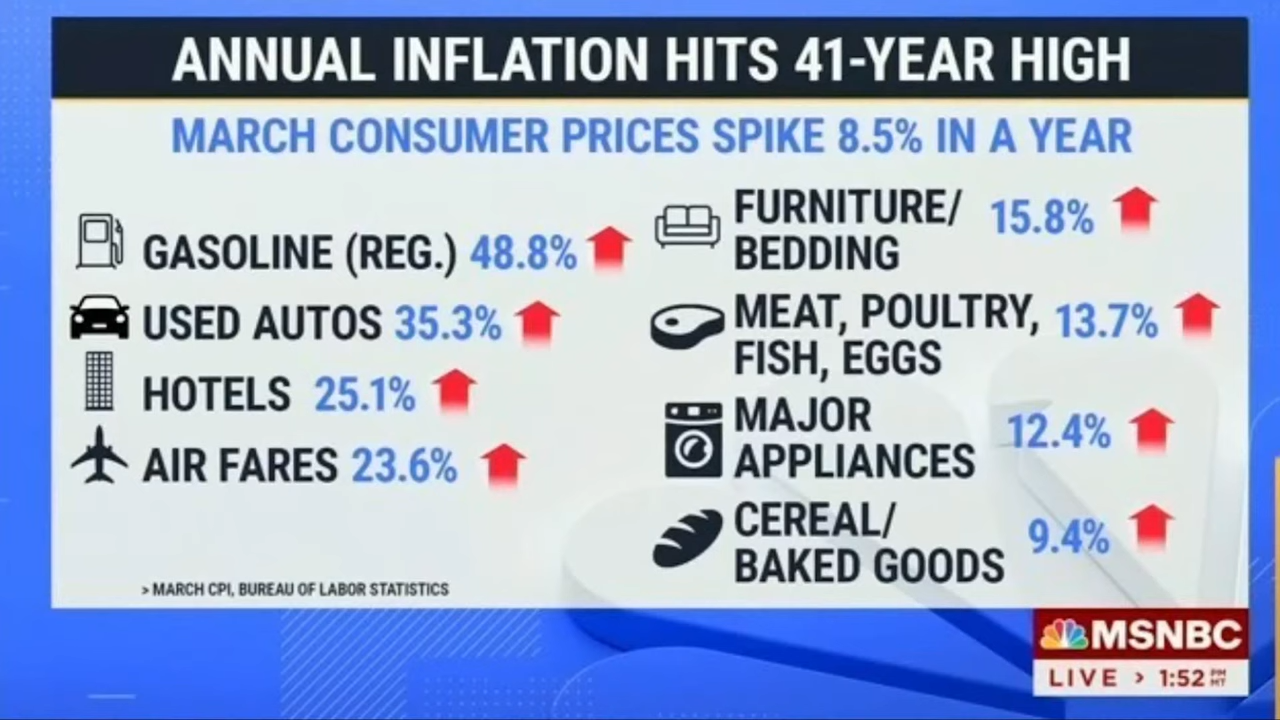 ANNUAL INFLATION HITS 41-YEAR HIGH
MARCH CONSUMER PRICES SPIKE 8.5% IN A YEAR
GASOLINE (REG.) 48.8%
USED AUTOS 35.3%
HOTELS 25.1%
AIR FARES 23.6%
FURNITURE/ 15.8%
BEDDING
MEAT, POULTRY, 13.7%
FISH, EGGS
MAJOR 12.4%
APPLIANCES
CEREAL/ 9.4%
BAKED GOODS
> MARCH CPI, BUREAU OF LABOR STATISTICS
MSNBC
LIVE > 1:52 PM MT